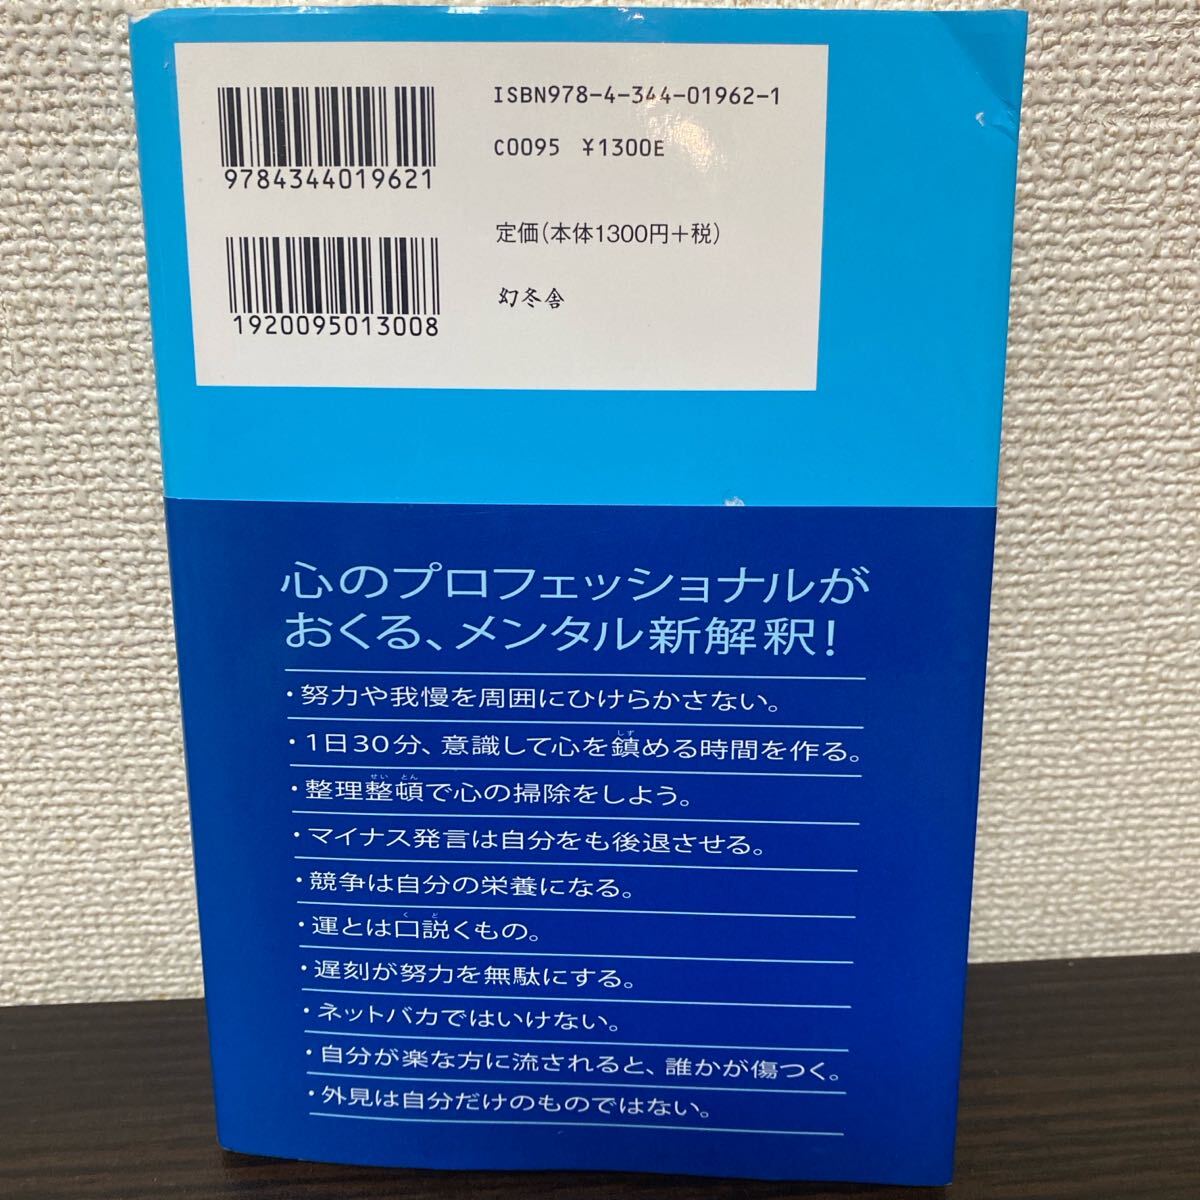 ISBN978-4-344-01962-1
C0095 ¥1300E
9784344019621
定価(本体1300円+税)
幻冬舎
1920095013008
心のプロフェッショナルが
おくる、メンタル新解釈!
・努力や我慢を周囲にひけらかさない。
しず
・1日30分、意識して心を鎮める時間を作る。
せい とん
・整理整頓で心の掃除をしよう。
・マイナス発言は自分をも後退させる。
・競争は自分の栄養になる。
く ど
・運とは口説くもの。
・遅刻が努力を無駄にする。
・ネットバカではいけない。
・自分が楽な方に流されると、誰かが傷つく。
・外見は自分だけのものではない。